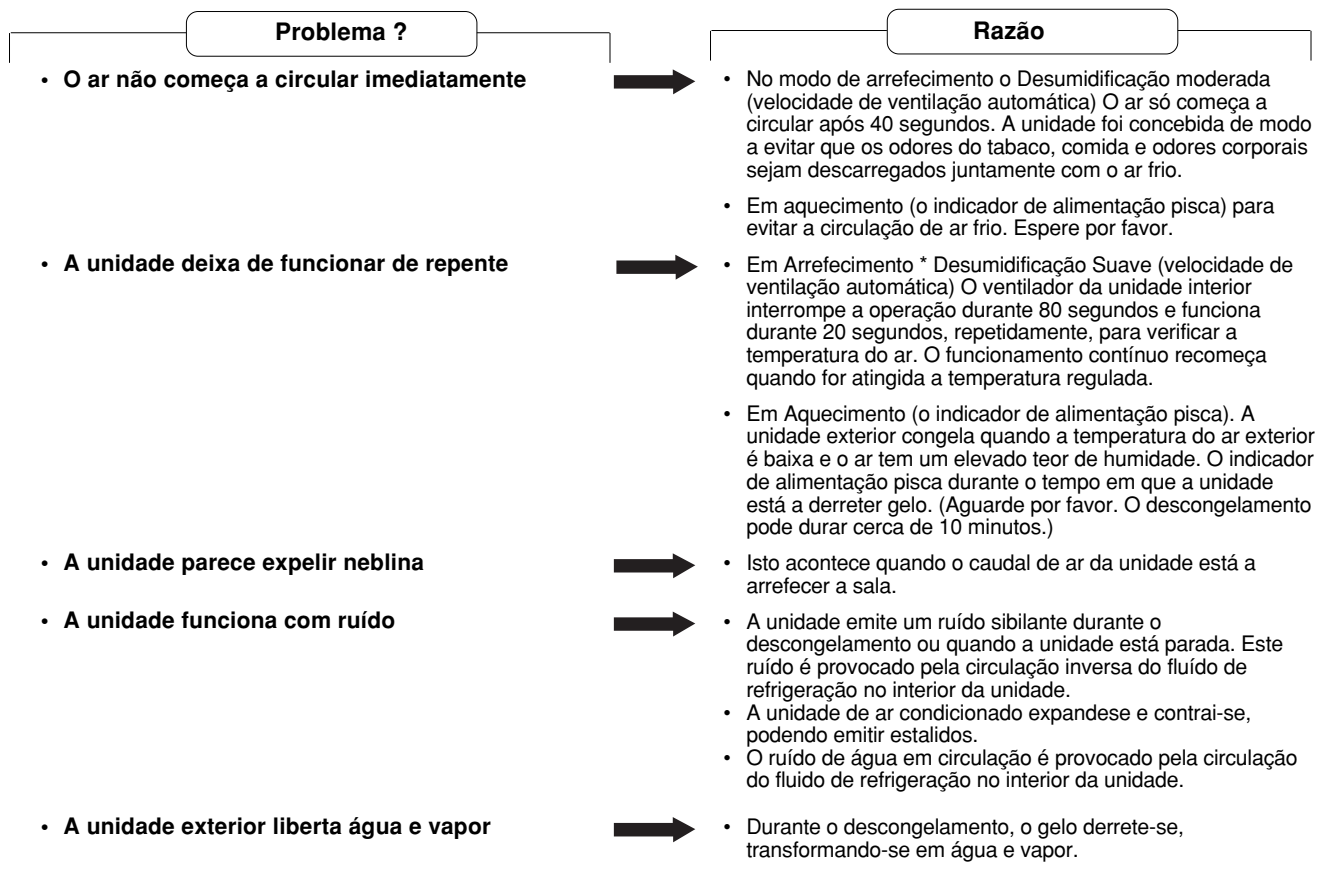 Problema ?
Razão
• O ar não começa a circular imediatamente
• No modo de arrefecimento o Desumidificação moderada
(velocidade de ventilação automática) O ar só começa a
circular após 40 segundos. A unidade foi concebida de modo
a evitar que os odores do tabaco, comida e odores corporais
sejam descarregados juntamente com o ar frio.
• Em aquecimento (o indicador de alimentação pisca) para
evitar a circulação de ar frio. Espere por favor.
• A unidade deixa de funcionar de repente
• Em Arrefecimento * Desumidificação Suave (velocidade de
ventilação automática) O ventilador da unidade interior
interrompe a operação durante 80 segundos e funciona
durante 20 segundos, repetidamente, para verificar a
temperatura do ar. O funcionamento contínuo recomeça
quando for atingida a temperatura regulada.
• Em Aquecimento (o indicador de alimentação pisca). A
unidade exterior congela quando a temperatura do ar exterior
é baixa e o ar tem um elevado teor de humidade. O indicador
de alimentação pisca durante o tempo em que a unidade
está a derreter gelo. (Aguarde por favor. O descongelamento
pode durar cerca de 10 minutos.)
• A unidade parece expelir neblina
• Isto acontece quando o caudal de ar da unidade está a
arrefecer a sala.
• A unidade funciona com ruído
• A unidade emite um ruído sibilante durante o
descongelamento ou quando a unidade está parada. Este
ruído é provocado pela circulação inversa do fluído de
refrigeração no interior da unidade.
• A unidade de ar condicionado expandese e contrai-se,
podendo emitir estalidos.
• O ruído de água em circulação é provocado pela circulação
do fluido de refrigeração no interior da unidade.
• A unidade exterior liberta água e vapor
• Durante o descongelamento, o gelo derrete-se,
transformando-se em água e vapor.